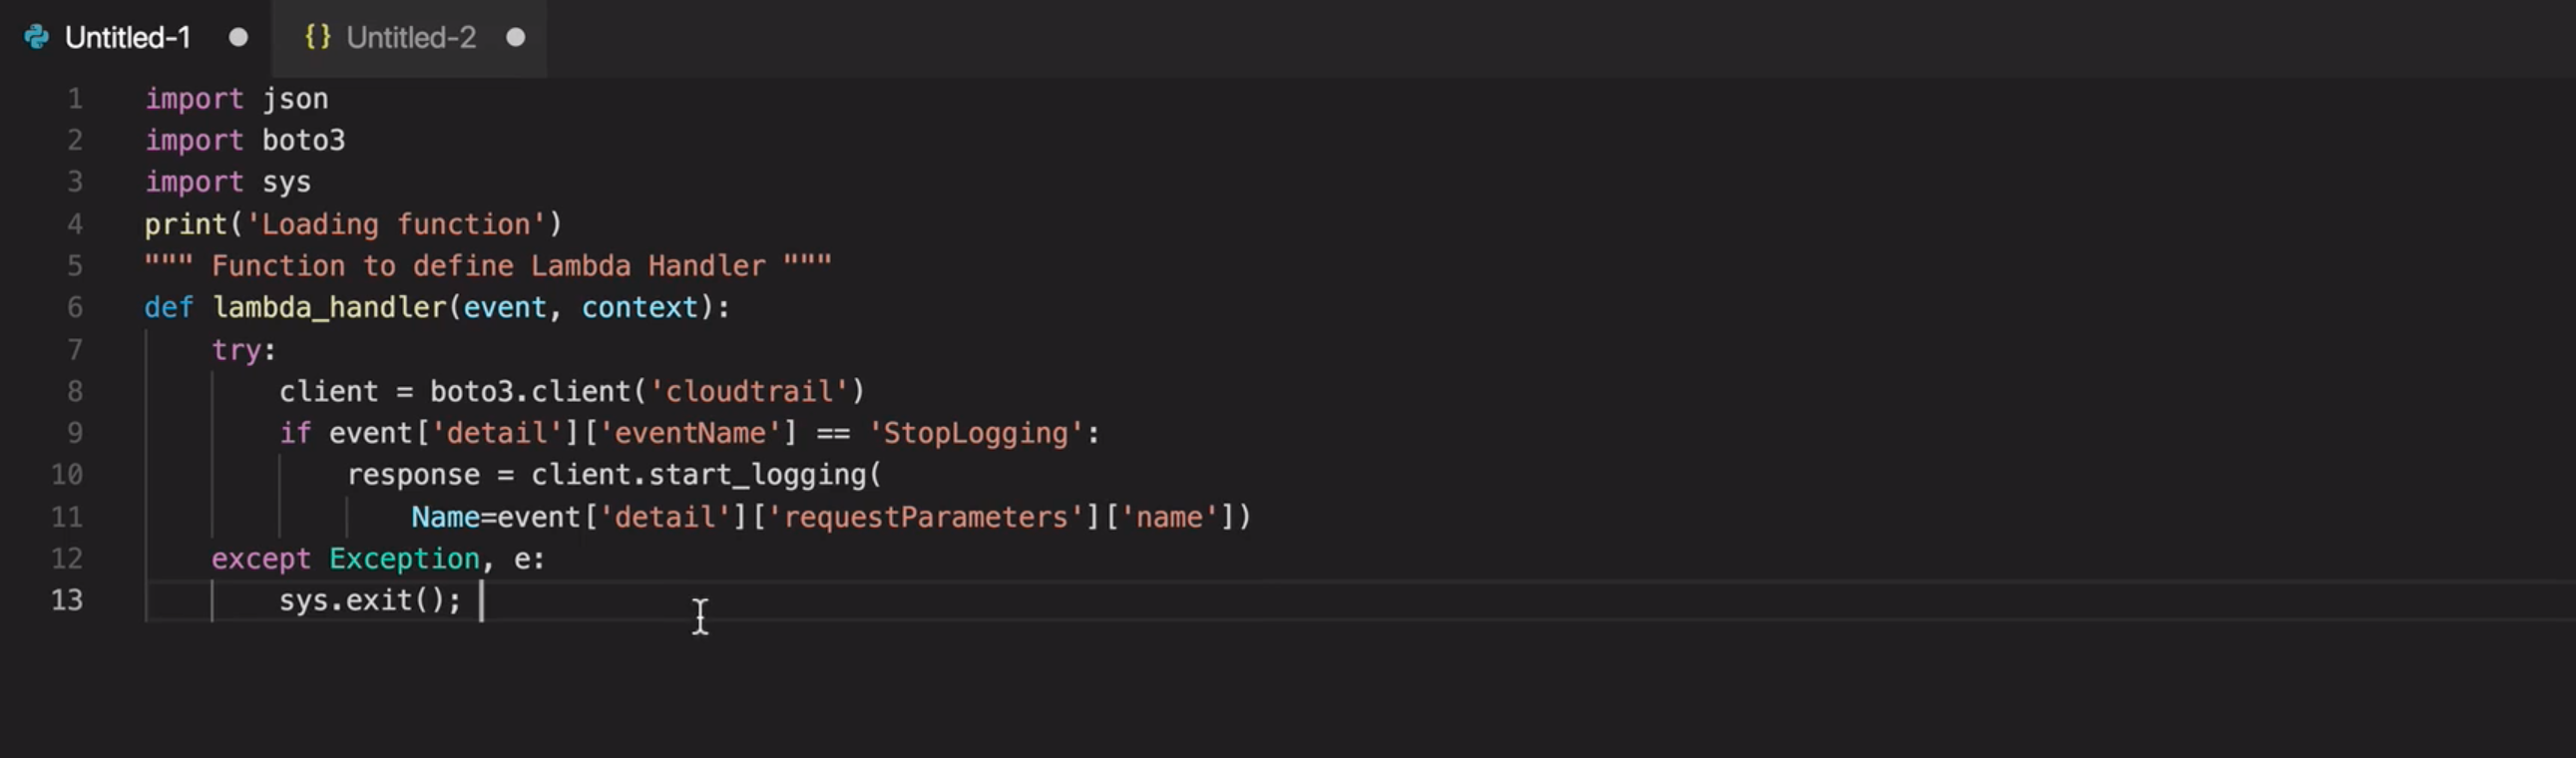 Untitled-1 {} Untitled-2
1 import json
2 import boto3
3 import sys
4 print('Loading function')
5 """ Function to define Lambda Handler """
6 def lambda_handler(event, context):
7     try:
8         client = boto3.client('cloudtrail')
9         if event['detail']['eventName'] == 'StopLogging':
10             response = client.start_logging(
11                 Name=event['detail']['requestParameters']['name'])
12     except Exception, e:
13         sys.exit();